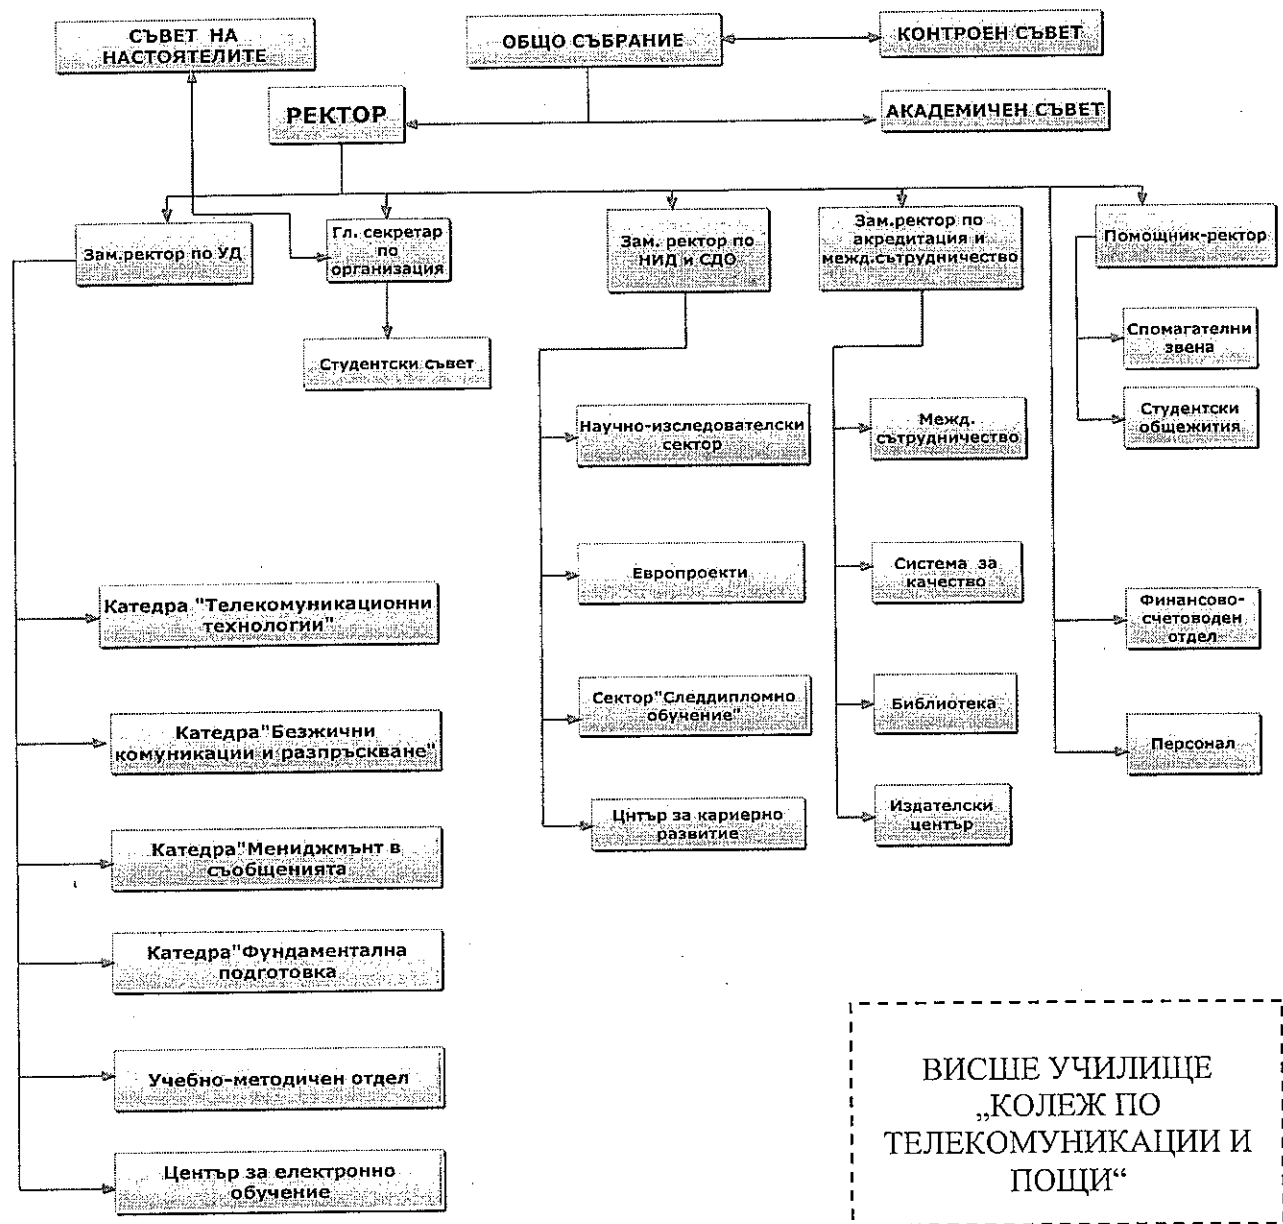 СЪВЕТ НА
НАСТОЯТЕЛИТЕ
ОБЩО СЪБРАНИЕ
КОНТРОЕН СЪВЕТ
РЕКТОР
АКАДЕМИЧЕН СЪВЕТ
Зам.ректор по УД
Гл. секретар
по
организация
Зам. ректор по
НИД и СДО
Зам.ректор по
акредитация и
межд.сътрудничество
Помощник-ректор
Студентски съвет
Спомагателни
звена
Студентски
общежития
Научно-изследователски
сектор
Межд.
сътрудничество
Европроекти
Система за
качество
Финансово-
счетоводен
отдел
Катедра "Телекомуникационни
технологии"
Сектор"Следдипломно
обучение"
Библиотека
Персонал
Катедра"Безжични
комуникации и разпръскване"
Цнтър за кариерно
развитие
Издателски
център
Катедра"Мениджмънт в
съобщенията
Катедра"Фундаментална
подготовка
Учебно-методичен отдел
Център за електронно
обучение
ВИСШЕ УЧИЛИЩЕ
„КОЛЕЖ ПО
ТЕЛЕКОМУНИКАЦИИ И
ПОЩИ“